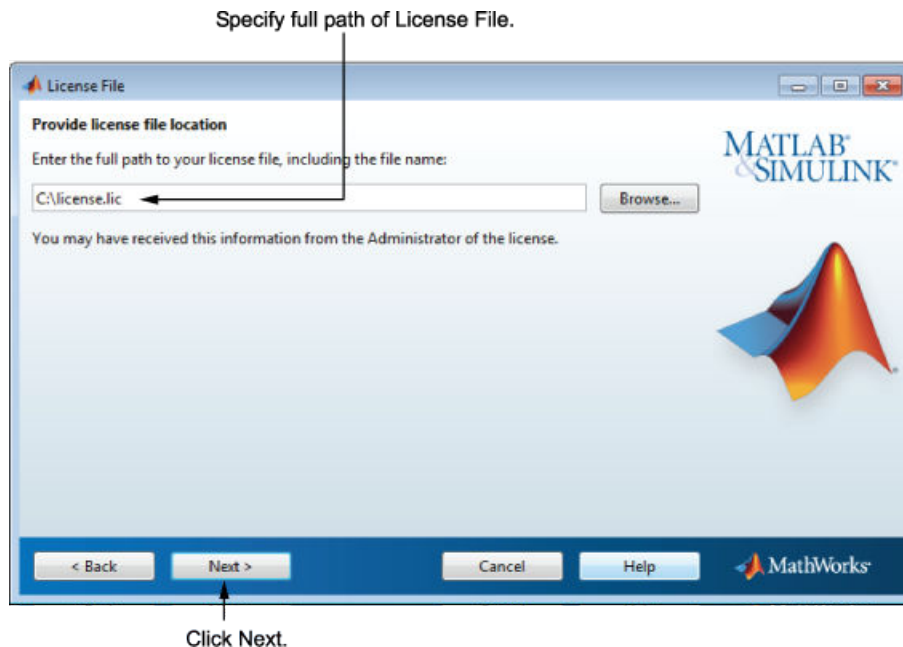 Specify full path of License File.
License File
Provide license file location
Enter the full path to your license file, including the file name:
MATLAB®
&SIMULINK®
C:\license.lic
Browse...
You may have received this information from the Administrator of the license.
< Back
Next >
Cancel
Help
MathWorks®
Click Next.